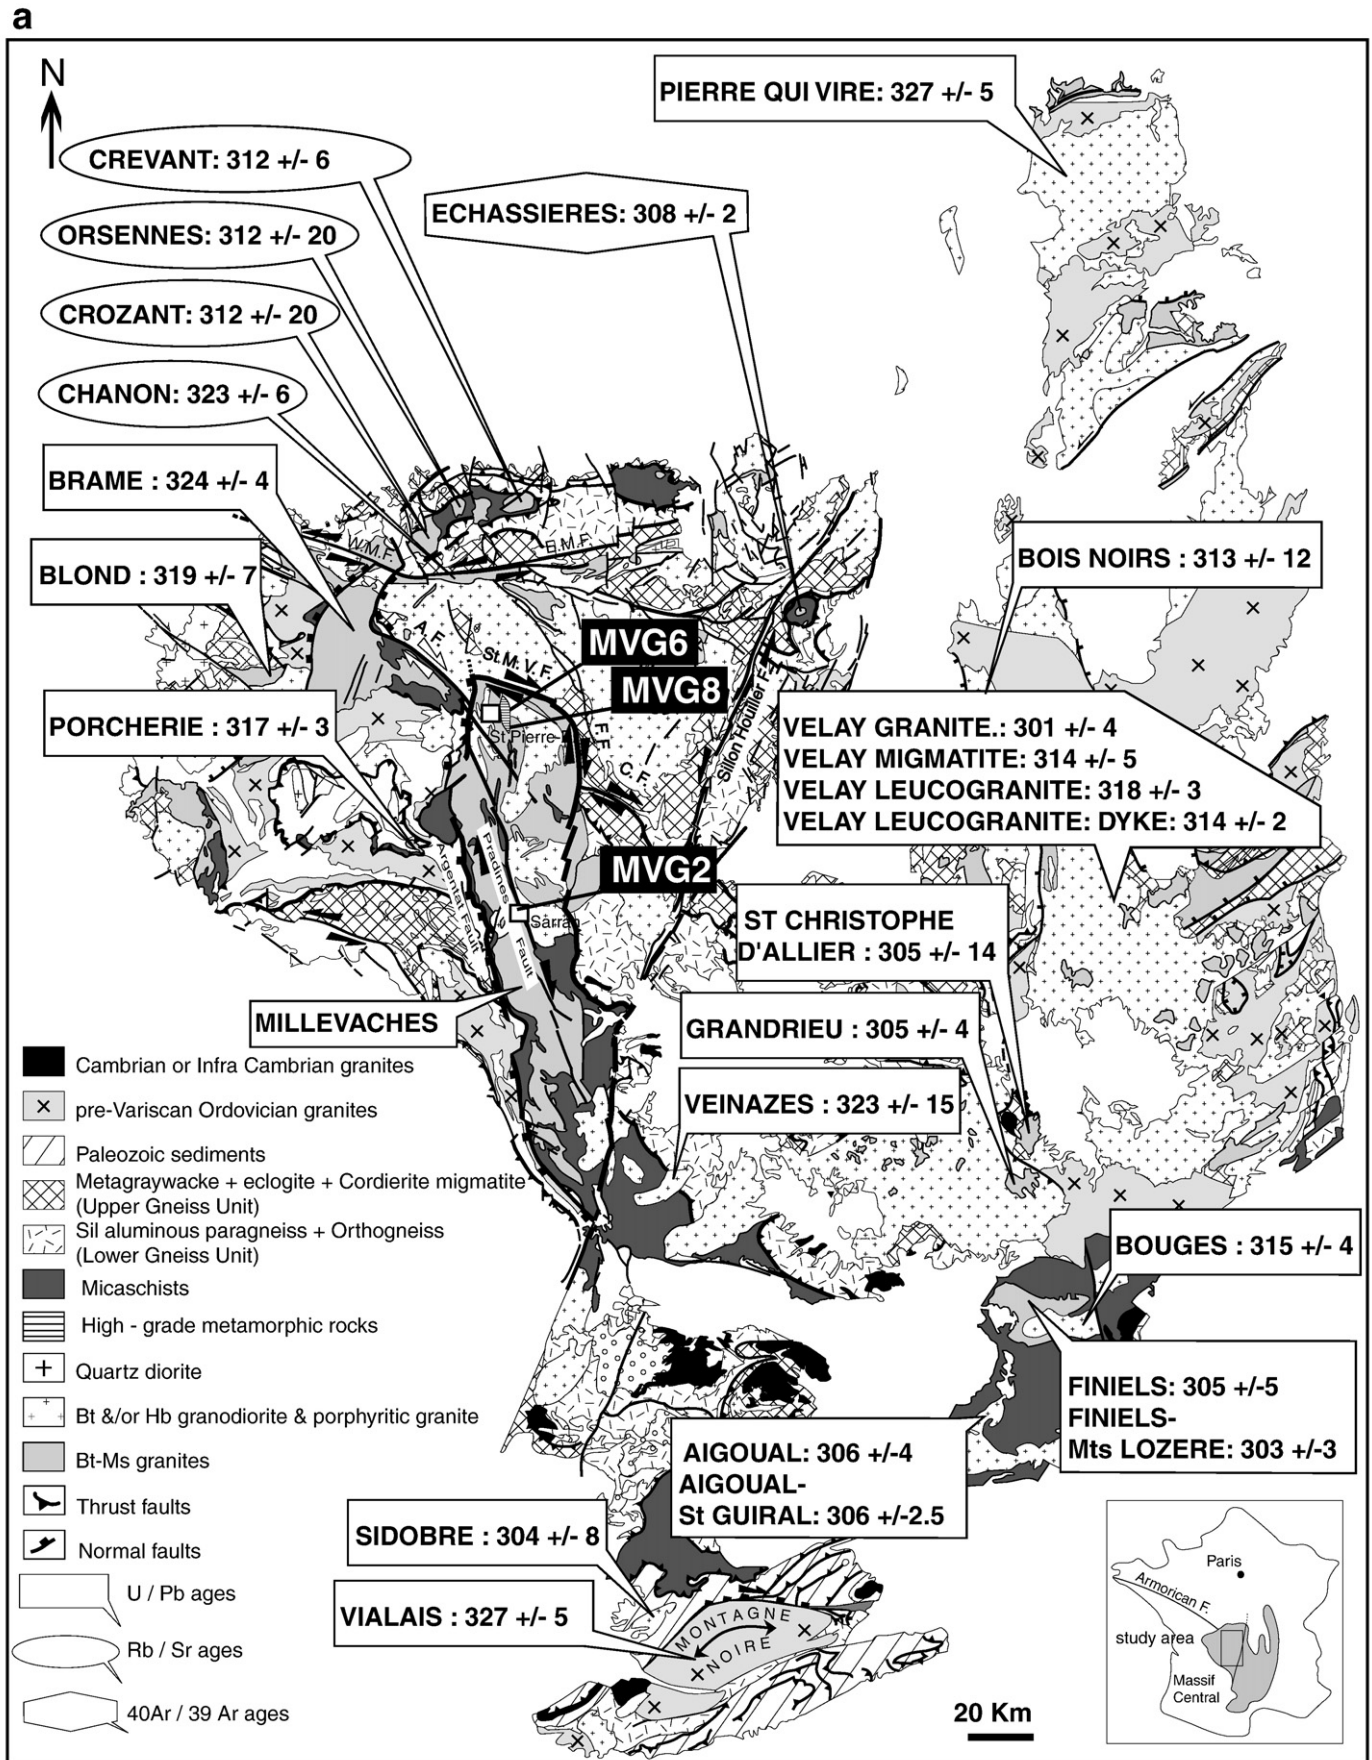 a
N
PIERRE QUI VIRE: 327 +/- 5
CREVANT: 312 +/- 6
ECHASSIERES: 308 +/- 2
ORSENNES: 312 +/- 20
CROZANT: 312 +/- 20
CHANON: 323 +/- 6
BRAME : 324 +/- 4
W.M.F.
E.M.F.
BLOND : 319 +/- 7
BOIS NOIRS : 313 +/- 12
A.F.
MVG6
St.M.V.F.
MVG8
PORCHERIE : 317 +/- 3
St Pierre-B
F.F.
C.F.
Sillon Houiller F.
VELAY GRANITE.: 301 +/- 4
VELAY MIGMATITE: 314 +/- 5
VELAY LEUCOGRANITE: 318 +/- 3
VELAY LEUCOGRANITE: DYKE: 314 +/- 2
Argentat Fault
Pradines
Fault
MVG2
Sarran
ST CHRISTOPHE
D'ALLIER : 305 +/- 14
MILLEVACHES
GRANDRIEU : 305 +/- 4
VEINAZES : 323 +/- 15
Cambrian or Infra Cambrian granites
pre-Variscan Ordovician granites
Paleozoic sediments
Metagraywacke + eclogite + Cordierite migmatite
(Upper Gneiss Unit)
Sil aluminous paragneiss + Orthogneiss
(Lower Gneiss Unit)
Micaschists
High - grade metamorphic rocks
Quartz diorite
Bt &/or Hb granodiorite & porphyritic granite
Bt-Ms granites
Thrust faults
Normal faults
U / Pb ages
Rb / Sr ages
40Ar / 39 Ar ages
BOUGES : 315 +/- 4
FINIELS: 305 +/-5
FINIELS-
Mts LOZERE: 303 +/-3
AIGOUAL: 306 +/-4
AIGOUAL-
St GUIRAL: 306 +/-2.5
SIDOBRE : 304 +/- 8
VIALAIS : 327 +/- 5
MONTAGNE
NOIRE
20 Km
Paris
Armorican F.
study area
Massif
Central